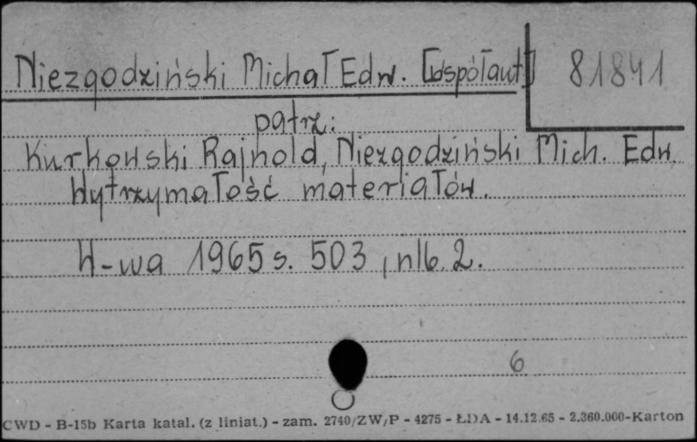 Niezgodziński Michał Edw. [współaut] 81841
patrz:
Kurkowski Rajnold, Niezgodziński Mich. Edw.
Wytrzymałość materiałów.
W-wa 1965 s. 503, nlb. 2.
6
CWD - B-15b Karta katal. (z liniat.) - zam. 2740/ZW/P - 4275 - ŁDA - 14.12.65 - 2.360.000-Karton